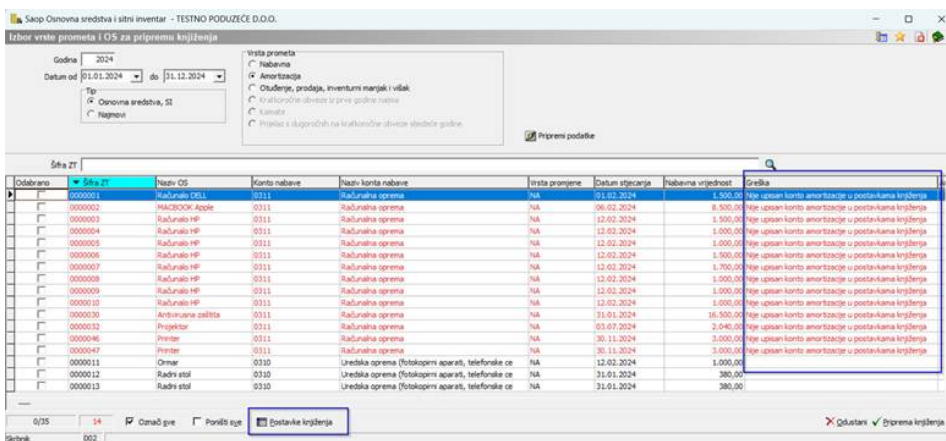 Saop Osnovna sredstva i sitni inventar - TESTNO PODUZEĆE D.O.O.
Izbor vrste prometa i OS za pripremu knjiženja
Godina 2024
Datum od 01.01.2024 do 31.12.2024
Tip
Osnovna sredstva, SI
Najmovi
Vrsta prometa
Nabavna
Amortizacija
Otuđenje, prodaja, inventurni manjak i višak
Kratkoročne obveze iz prve godine najma
Kamate
Prijelaz s dugoročnih na kratkoročne obveze sljedeće godine.
Pripremi podatke
Šifra ZT
Odabrano Šifra ZT Naziv OS Konto nabave Naziv konta nabave Vrsta promjene Datum stjecanja Nabavna vrijednost Greška
0000001 Računalo DELL 0311 Računalna oprema NA 01.02.2024 1.500,00 Nije upisan konto amortizacije u postavkama knjiženja
0000002 MACBOOK Apple 0311 Računalna oprema NA 06.02.2024 8.500,00 Nije upisan konto amortizacije u postavkama knjiženja
0000003 Računalo HP 0311 Računalna oprema NA 12.02.2024 1.500,00 Nije upisan konto amortizacije u postavkama knjiženja
0000004 Računalo HP 0311 Računalna oprema NA 12.02.2024 1.000,00 Nije upisan konto amortizacije u postavkama knjiženja
0000005 Računalo HP 0311 Računalna oprema NA 12.02.2024 1.000,00 Nije upisan konto amortizacije u postavkama knjiženja
0000006 Računalo HP 0311 Računalna oprema NA 12.02.2024 1.500,00 Nije upisan konto amortizacije u postavkama knjiženja
0000007 Računalo HP 0311 Računalna oprema NA 12.02.2024 1.700,00 Nije upisan konto amortizacije u postavkama knjiženja
0000008 Računalo HP 0311 Računalna oprema NA 12.02.2024 1.000,00 Nije upisan konto amortizacije u postavkama knjiženja
0000009 Računalo HP 0311 Računalna oprema NA 12.02.2024 1.000,00 Nije upisan konto amortizacije u postavkama knjiženja
0000010 Računalo HP 0311 Računalna oprema NA 12.02.2024 1.000,00 Nije upisan konto amortizacije u postavkama knjiženja
0000030 Antivirusna zaštita 0311 Računalna oprema NA 31.01.2024 16.500,00 Nije upisan konto amortizacije u postavkama knjiženja
0000032 Projektor 0311 Računalna oprema NA 03.07.2024 2.040,00 Nije upisan konto amortizacije u postavkama knjiženja
0000046 Printer 0311 Računalna oprema NA 30.11.2024 3.000,00 Nije upisan konto amortizacije u postavkama knjiženja
0000047 Printer 0311 Računalna oprema NA 30.11.2024 3.000,00 Nije upisan konto amortizacije u postavkama knjiženja
0000011 Ormar 0310 Uredska oprema (fotokopirni aparati, telefonske ce NA 12.02.2024 1.000,00
0000012 Radni stol 0310 Uredska oprema (fotokopirni aparati, telefonske ce NA 31.01.2024 380,00
0000013 Radni stol 0310 Uredska oprema (fotokopirni aparati, telefonske ce NA 31.01.2024 380,00
0/35 14 Označi sve Poništi sve Postavke knjiženja Odustani Priprema knjiženja
Skrbnik 002